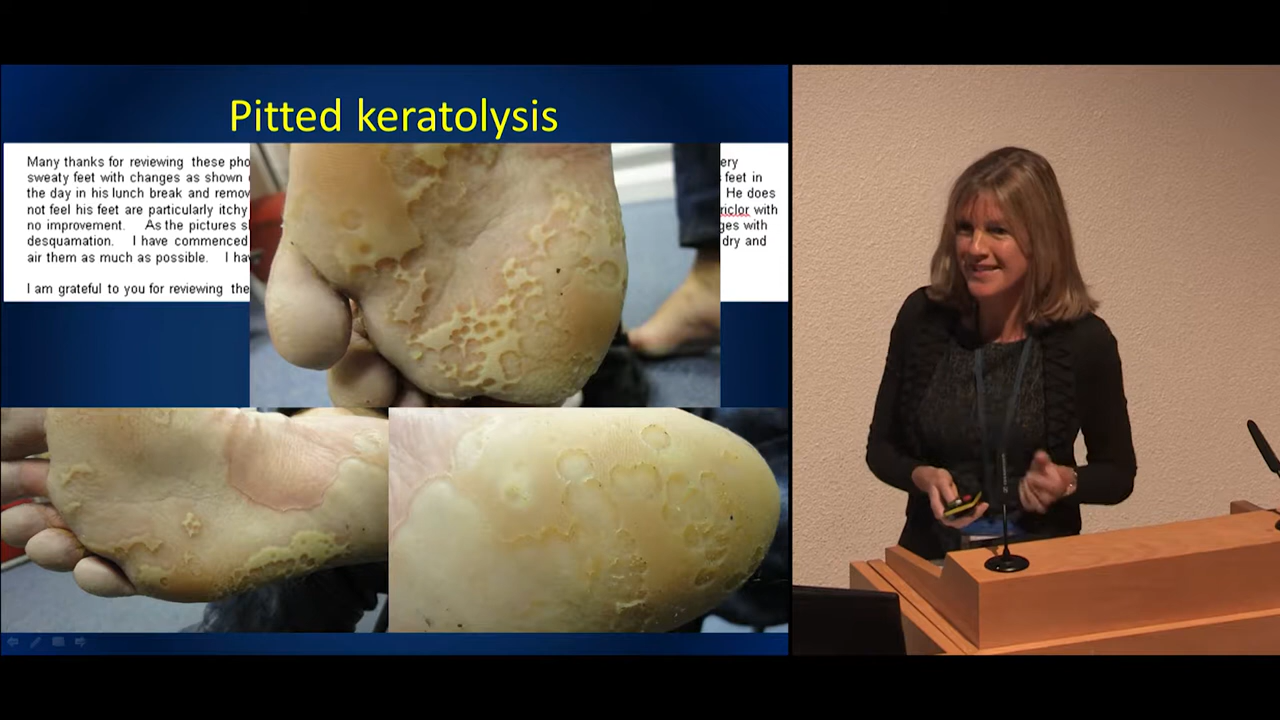 Pitted keratolysis
Many thanks for reviewing these pho
ery
sweaty feet with changes as shown
feet in
the day in his lunch break and remov
He does
not feel his feet are particularly itchy
riclor with
no improvement. As the pictures s
ges with
desquamation. I have commenced
dry and
air them as much as possible. I ha
I am grateful to you for reviewing the